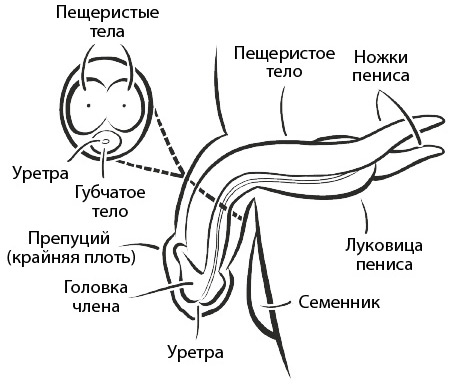 Пещеристые
тела
Пещеристое
тело
Ножки
пениса
Уретра
Губчатое
тело
Препуций
(крайняя плоть)
Луковица
пениса
Головка
члена
Семенник
Уретра